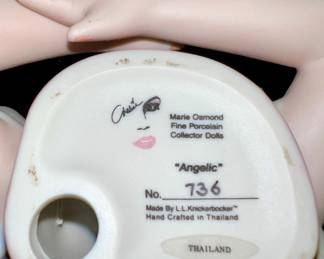 Marie Osmond
Fine Porcelain
Collector Dolls
"Angelic"
No. 736
Made By L.L. Knickerbocker™
Hand Crafted in Thailand
THAILAND